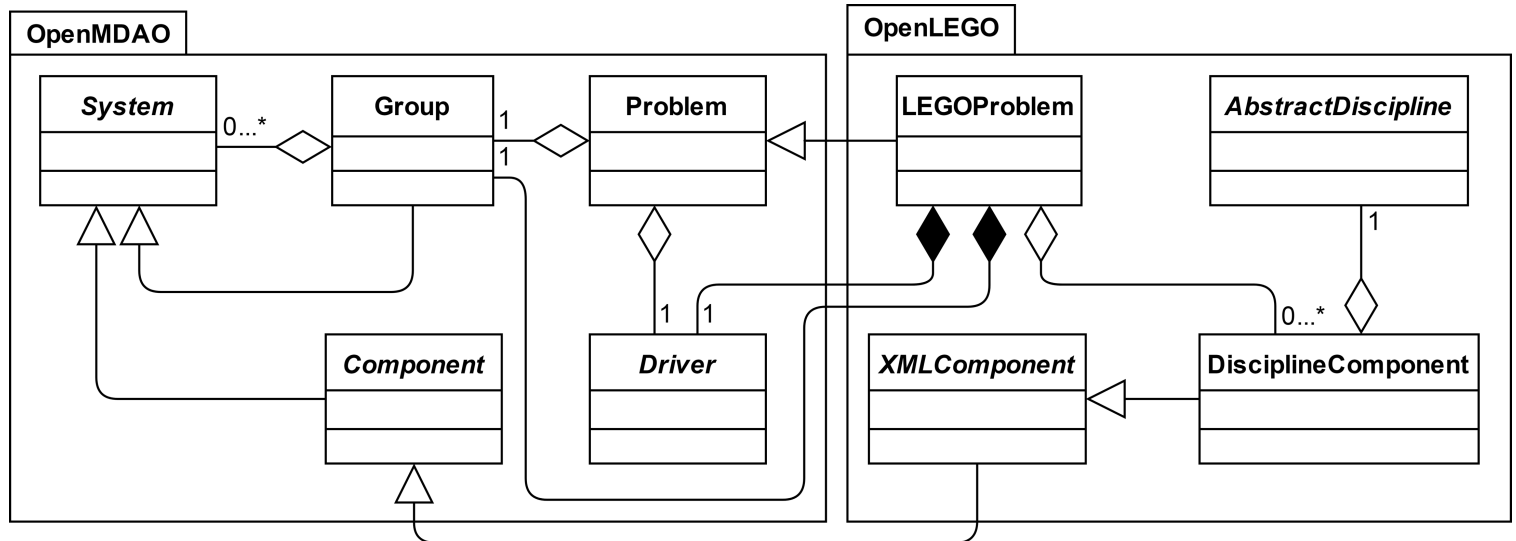 OpenMDAO
OpenLEGO
System
0...*
Group
1
1
Problem
LEGOProblem
AbstractDiscipline
1
1
1
0...*
Component
Driver
XMLComponent
DisciplineComponent